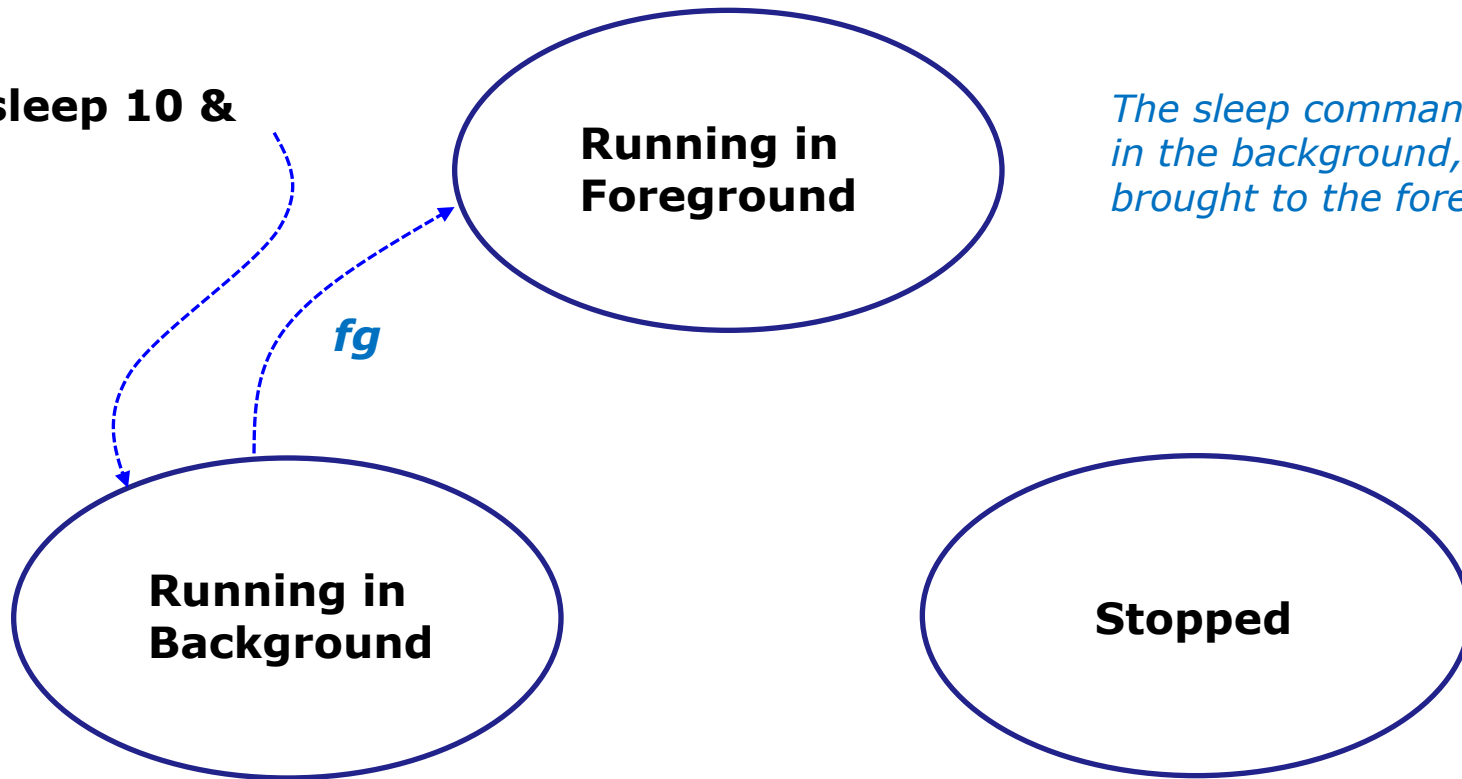 sleep 10 &
Running in
Foreground
The sleep comman
in the background,
brought to the fore
fg
Running in
Background
Stopped